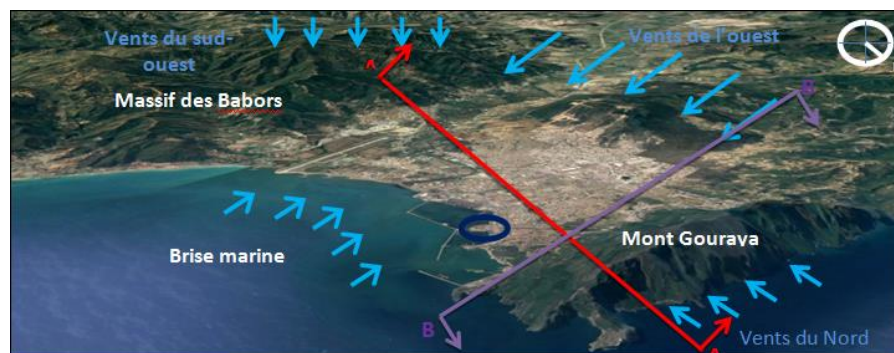 Vents du sud-
ouest
Vents de l'ouest
A
Massif des Babors
B
Brise marine
Mont Gouraya
B
Vents du Nord
A